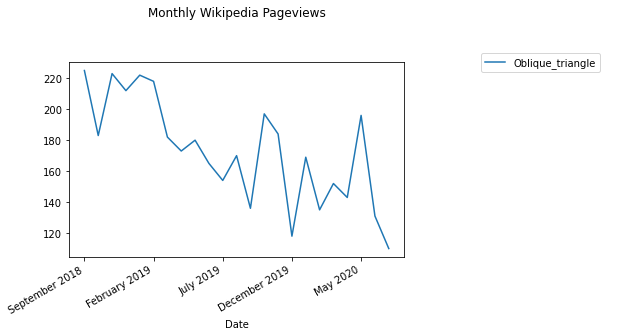 Monthly Wikipedia Pageviews
Oblique_triangle
220
200
180
160
140
120
September 2018
February 2019
July 2019
December 2019
May 2020
Date